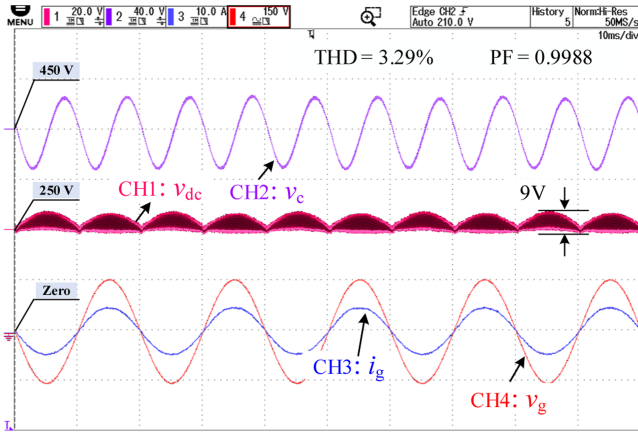 MENU
1 20.0 V 2 40.0 V 3 10.0 A 4 150 V
Edge CH2
Auto 210.0 V
History
5
Norm:Hi-Res
50MS/s
10ms/div
THD = 3.29% PF = 0.9988
450 V
CH1: vdc
CH2: vc
250 V
9V
Zero
CH3: ig
CH4: vg